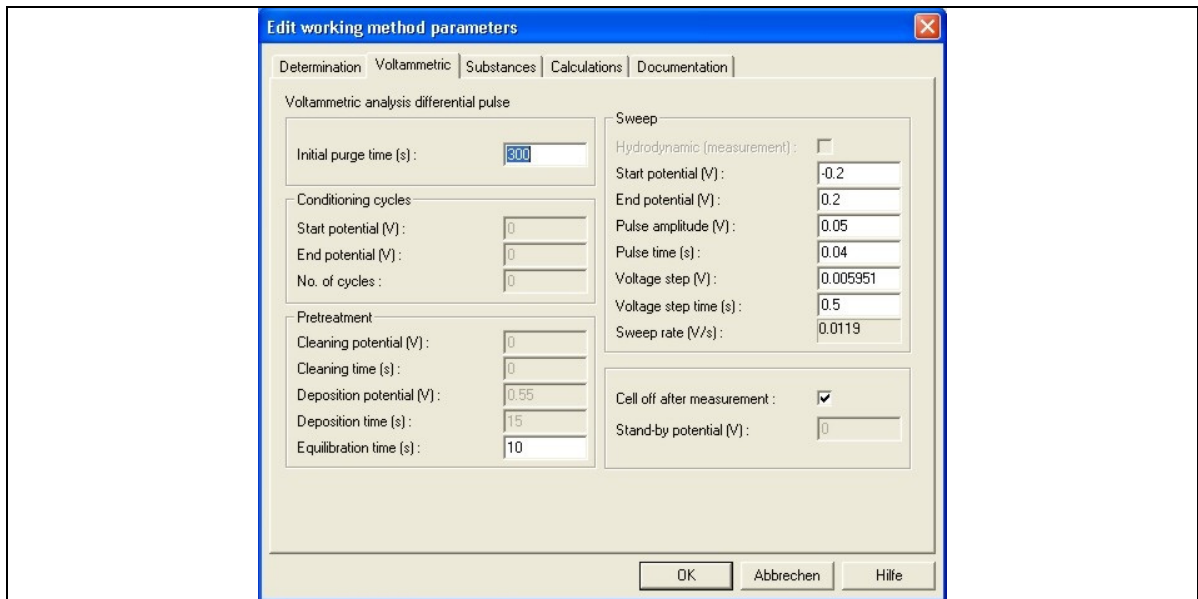 Edit working method parameters
Determination Voltammetric Substances Calculations Documentation
Voltammetric analysis differential pulse
Initial purge time (s) : 300
Conditioning cycles
Start potential (V) : 0
End potential (V) : 0
No. of cycles : 0
Pretreatment
Cleaning potential (V) : 0
Cleaning time (s) : 0
Deposition potential (V) : 0.55
Deposition time (s) : 15
Equilibration time (s) : 10
Sweep
Hydrodynamic (measurement) :
Start potential (V) : -0.2
End potential (V) : 0.2
Pulse amplitude (V) : 0.05
Pulse time (s) : 0.04
Voltage step (V) : 0.005951
Voltage step time (s) : 0.5
Sweep rate (V/s) : 0.0119
Cell off after measurement :
Stand-by potential (V) : 0
OK Abbrechen Hilfe